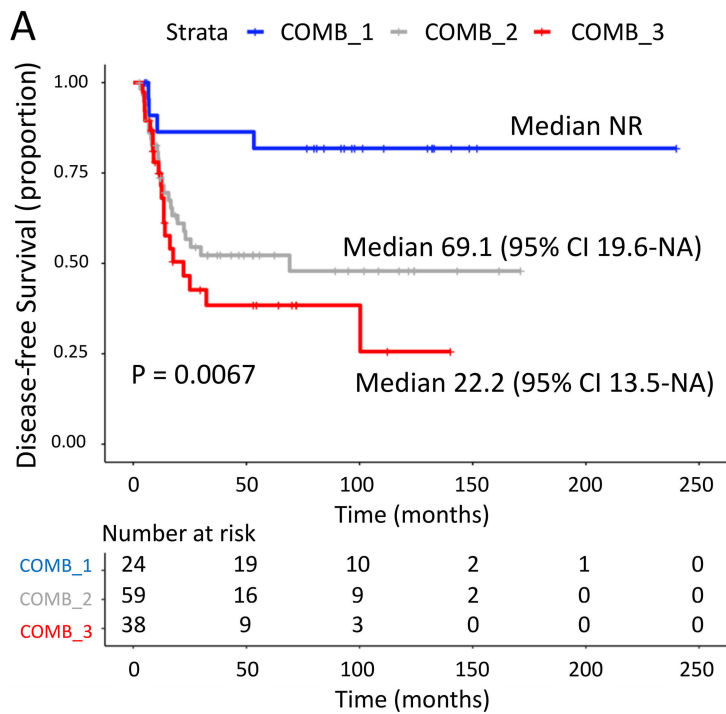 A
Strata COMB_1 COMB_2 COMB_3
Disease-free Survival (proportion)
1.00
0.75
0.50
0.25
0.00
Median NR
Median 69.1 (95% CI 19.6-NA)
Median 22.2 (95% CI 13.5-NA)
P = 0.0067
0 50 100 150 200 250
Time (months)
Number at risk
COMB_1 24 19 10 2 1 0
COMB_2 59 16 9 2 0 0
COMB_3 38 9 3 0 0 0
0 50 100 150 200 250
Time (months)